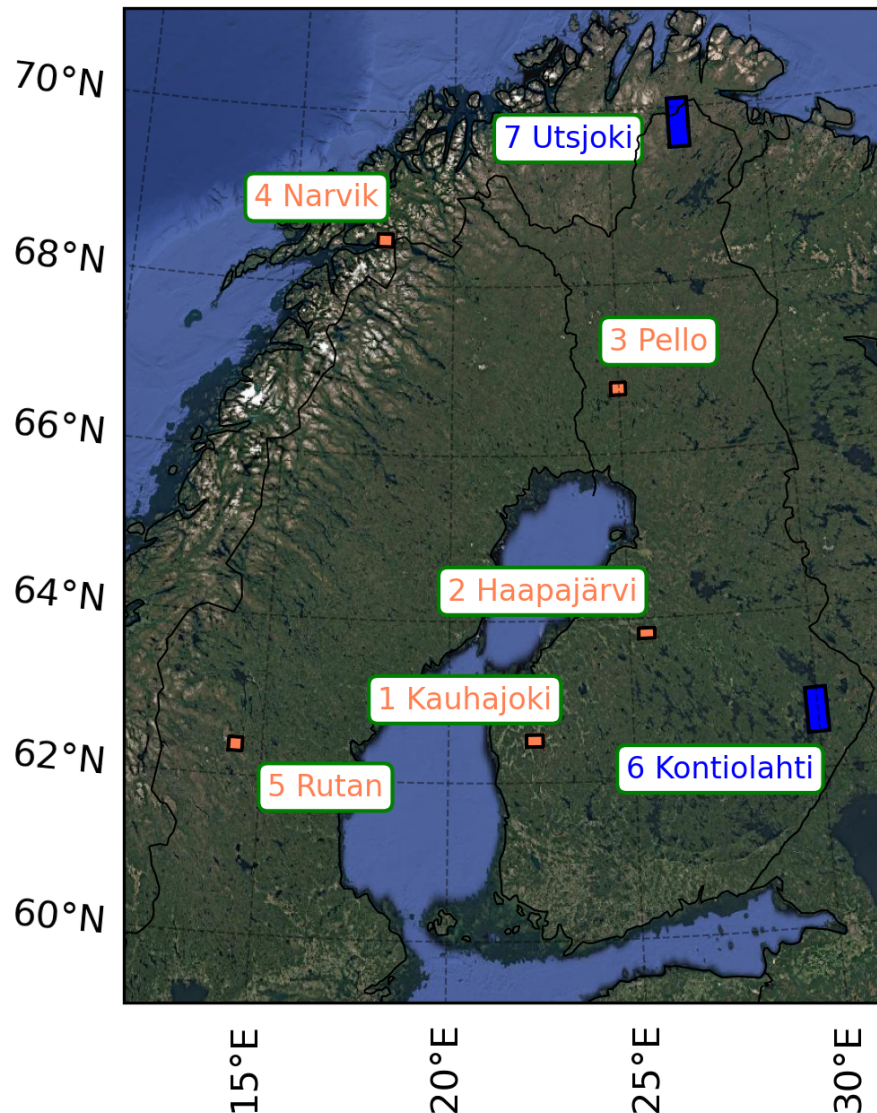 70°N
7 Utsjoki
4 Narvik
68°N
3 Pello
66°N
64°N
2 Haapajärvi
1 Kauhajoki
62°N
6 Kontiolahti
5 Rutan
60°N
15°E
20°E
25°E
30°E